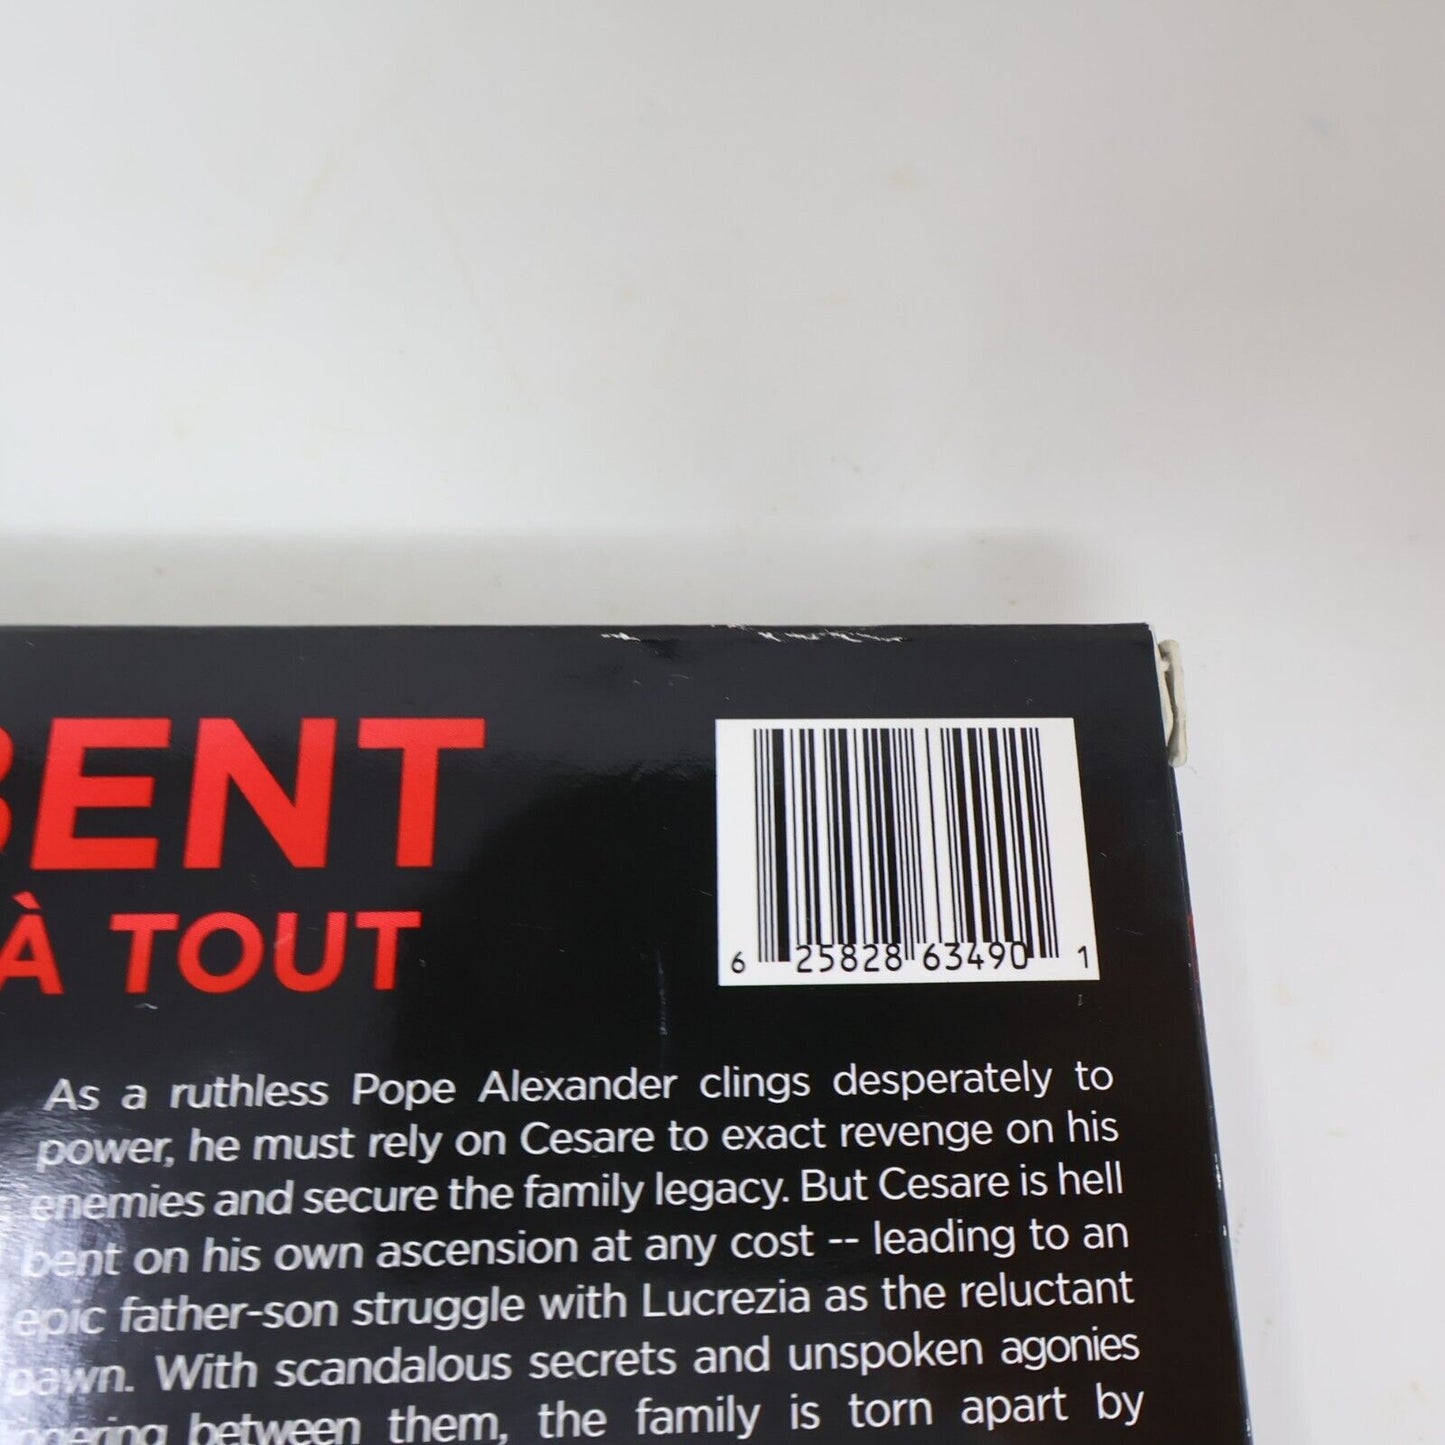 BENT
À TOUT
6 25828 63490 1
As a ruthless Pope Alexander clings desperately to
power, he must rely on Cesare to exact revenge on his
enemies and secure the family legacy. But Cesare is hell
bent on his own ascension at any cost -- leading to an
epic father-son struggle with Lucrezia as the reluctant
pawn. With scandalous secrets and unspoken agonies
between them, the family is torn apart by